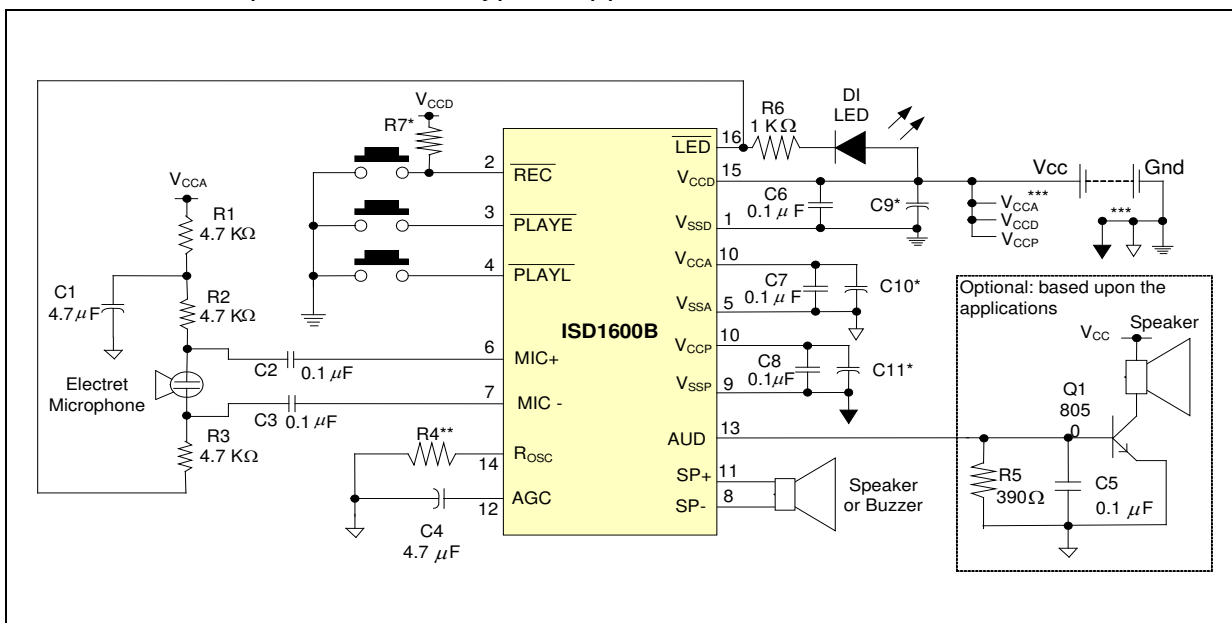 VCCD
R7*
2
REC
3
PLAYE
4
PLAYL
VCCA
R1
4.7 KΩ
C1
4.7 µF
R2
4.7 KΩ
Electret
Microphone
C2
0.1 µF
6
MIC+
C3
0.1 µF
7
MIC -
R3
4.7 KΩ
R4**
14
ROSC
12
AGC
C4
4.7 µF
ISD1600B
LED
16
R6
1 KΩ
DI
LED
VCCD
15
C6
0.1 µF
C9*
VSSD
1
Vcc
Gnd
VCCA***
VCCD
VCCP
***
VCCA
10
C7
0.1 µF
C10*
VSSA
5
VCCP
10
C8
0.1µF
C11*
VSSP
9
AUD
13
SP+
11
SP-
8
Speaker
or Buzzer
Optional: based upon the
applications
VCC
Speaker
Q1
805
0
R5
390Ω
C5
0.1 µF